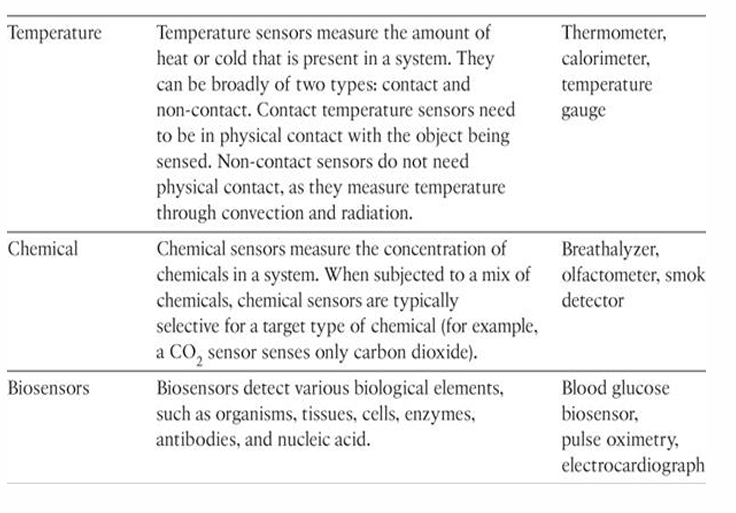 Temperature
Temperature sensors measure the amount of
heat or cold that is present in a system. They
can be broadly of two types: contact and
non-contact. Contact temperature sensors need
to be in physical contact with the object being
sensed. Non-contact sensors do not need
physical contact, as they measure temperature
through convection and radiation.
Thermometer,
calorimeter,
temperature
gauge
Chemical
Chemical sensors measure the concentration of
chemicals in a system. When subjected to a mix of
chemicals, chemical sensors are typically
selective for a target type of chemical (for example,
a CO₂ sensor senses only carbon dioxide).
Breathalyzer,
olfactometer, smok
detector
Biosensors
Biosensors detect various biological elements,
such as organisms, tissues, cells, enzymes,
antibodies, and nucleic acid.
Blood glucose
biosensor,
pulse oximetry,
electrocardiograph